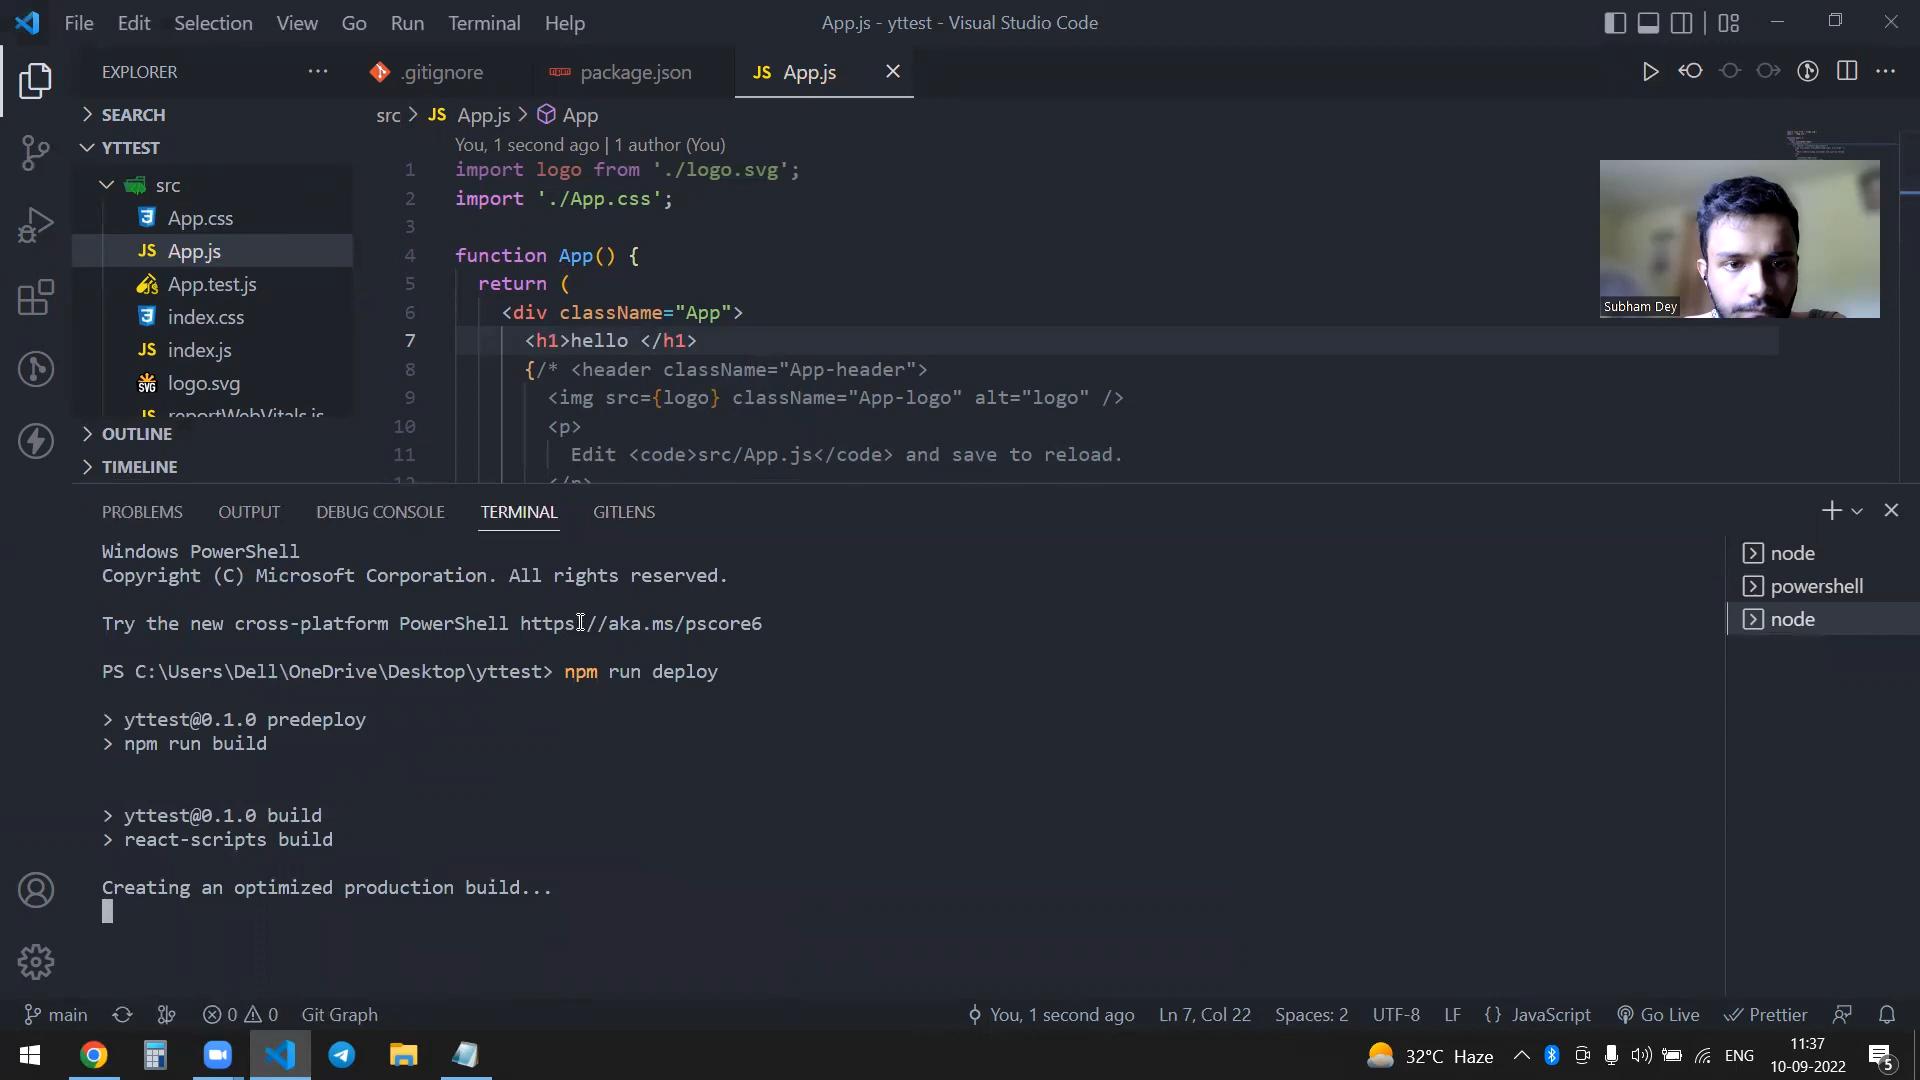 File Edit Selection View Go Run Terminal Help
App.js - yttest - Visual Studio Code
EXPLORER
.gitignore
package.json
JS App.js
SEARCH
YTTEST
src
App.css
JS App.js
App.test.js
index.css
JS index.js
SVG logo.svg
JS reportWebVitals.js
OUTLINE
TIMELINE
src > JS App.js > App
You, 1 second ago | 1 author (You)
1 import logo from './logo.svg';
2 import './App.css';
3
4 function App() {
5 return (
6 <div className="App">
7 <h1>hello </h1>
8 {/* <header className="App-header">
9 <img src={logo} className="App-logo" alt="logo" />
10 <p>
11 Edit <code>src/App.js</code> and save to reload.
12 </p>
Subham Dey
PROBLEMS OUTPUT DEBUG CONSOLE TERMINAL GITLENS
Windows PowerShell
Copyright (C) Microsoft Corporation. All rights reserved.
Try the new cross-platform PowerShell https://aka.ms/pscore6
PS C:\Users\Dell\OneDrive\Desktop\yttest> npm run deploy
> yttest@0.1.0 predeploy
> npm run build
> yttest@0.1.0 build
> react-scripts build
Creating an optimized production build...
node
powershell
node
main
0 0
Git Graph
You, 1 second ago
Ln 7, Col 22
Spaces: 2
UTF-8
LF
{} JavaScript
Go Live
Prettier
32°C Haze
ENG
11:37
10-09-2022
5